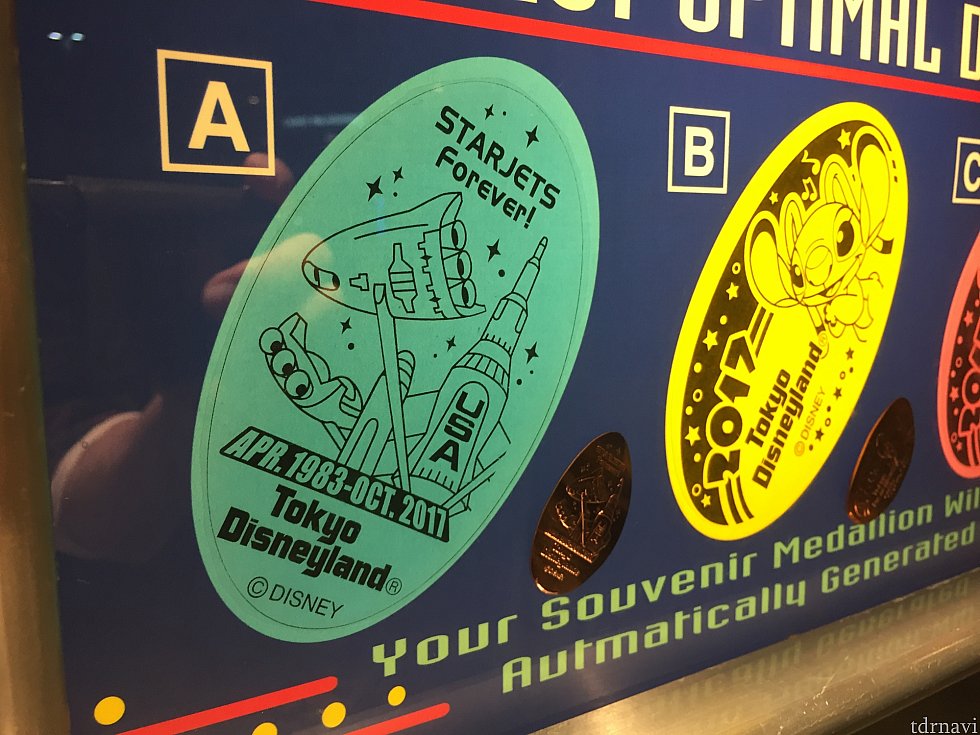 OPTIMAL
A
STARJETS
Forever!
USA
APR. 1983-OCT. 2017
Tokyo
Disneyland®
©DISNEY
B
2017
Tokyo
Disneyland®
©DISNEY
C
Your Souvenir Medallion
Autmatically Generated
tdrnavi